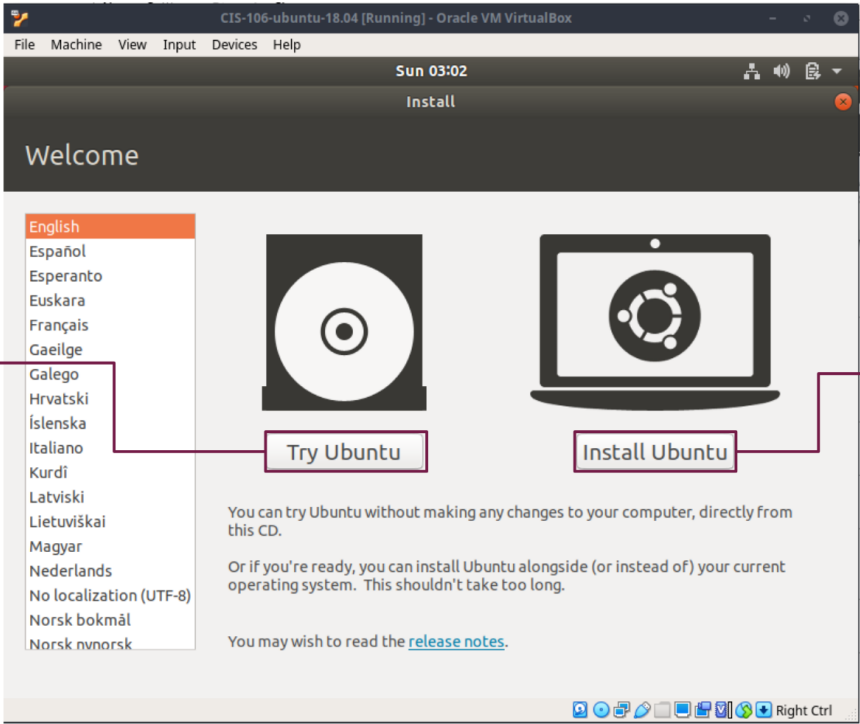 CIS-106-ubuntu-18.04 [Running] - Oracle VM VirtualBox
File Machine View Input Devices Help
Sun 03:02
Install
Welcome
English
Español
Esperanto
Euskara
Français
Gaeilge
Galego
Hrvatski
Íslenska
Italiano
Kurdî
Latviski
Lietuviškai
Magyar
Nederlands
No localization (UTF-8)
Norsk bokmål
Norsk nynorsk
Try Ubuntu
Install Ubuntu
You can try Ubuntu without making any changes to your computer, directly from
this CD.
Or if you're ready, you can install Ubuntu alongside (or instead of) your current
operating system. This shouldn't take too long.
You may wish to read the release notes.
Right Ctrl